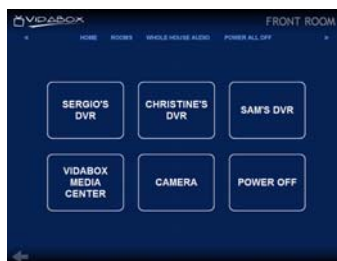 VIDABOX
FRONT ROOM
« HOME ROOMS WHOLE HOUSE AUDIO POWER ALL OFF »
SERGIO'S
DVR
CHRISTINE'S
DVR
SAM'S DVR
VIDABOX
MEDIA
CENTER
CAMERA
POWER OFF